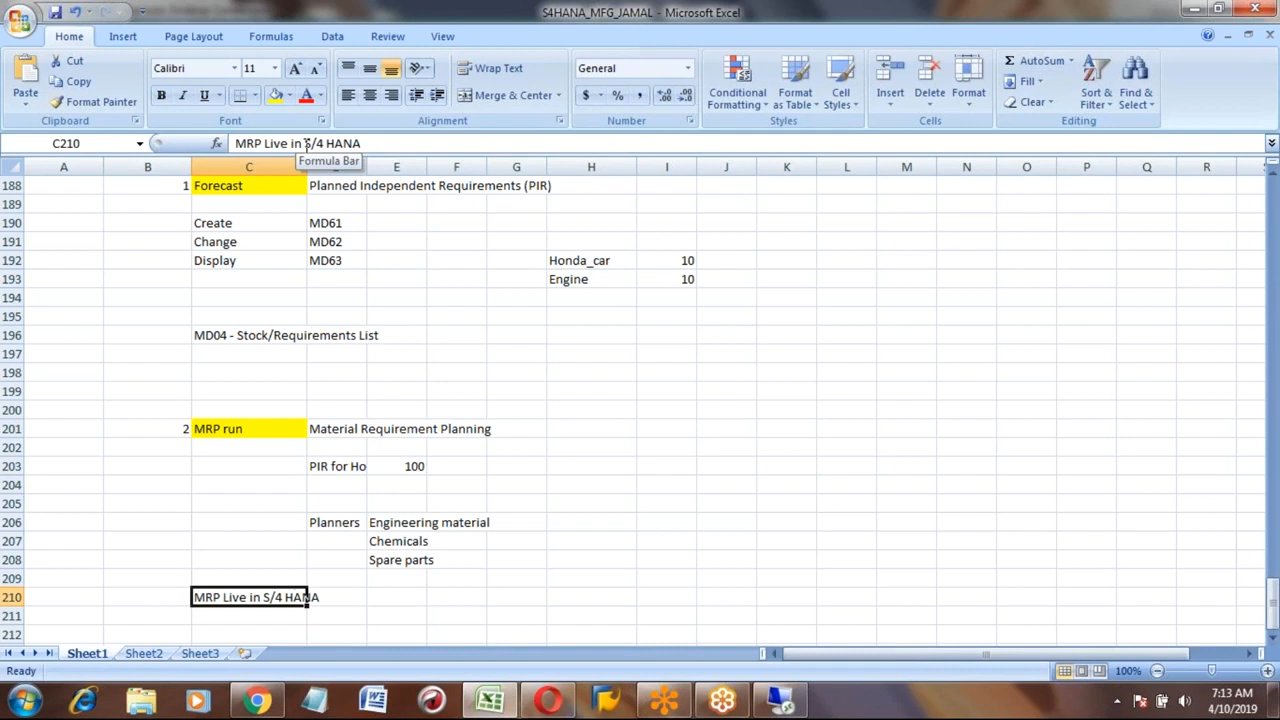 S4HANA_MFG_JAMAL - Microsoft Excel
Home Insert Page Layout Formulas Data Review View
Paste Cut Copy Format Painter Clipboard
Calibri 11 B I U A A A Font
Wrap Text Merge & Center Alignment
General $ % , .0 .00 .00 .0 Number
Conditional Formatting Format as Table Cell Styles Styles
Insert Delete Format Cells
Σ AutoSum Fill Clear Sort & Filter Find & Select Editing
C210 fx MRP Live in S/4 HANA
Formula Bar
A B C E F G H I J K L M N O P Q R
188 1 Forecast Planned Independent Requirements (PIR)
189
190 Create MD61
191 Change MD62
192 Display MD63 Honda_car 10
193 Engine 10
194
195
196 MD04 - Stock/Requirements List
197
198
199
200
201 2 MRP run Material Requirement Planning
202
203 PIR for Ho 100
204
205
206 Planners Engineering material
207 Chemicals
208 Spare parts
209
210 MRP Live in S/4 HANA
211
212
Sheet1 Sheet2 Sheet3
Ready 100%
7:13 AM
4/10/2019